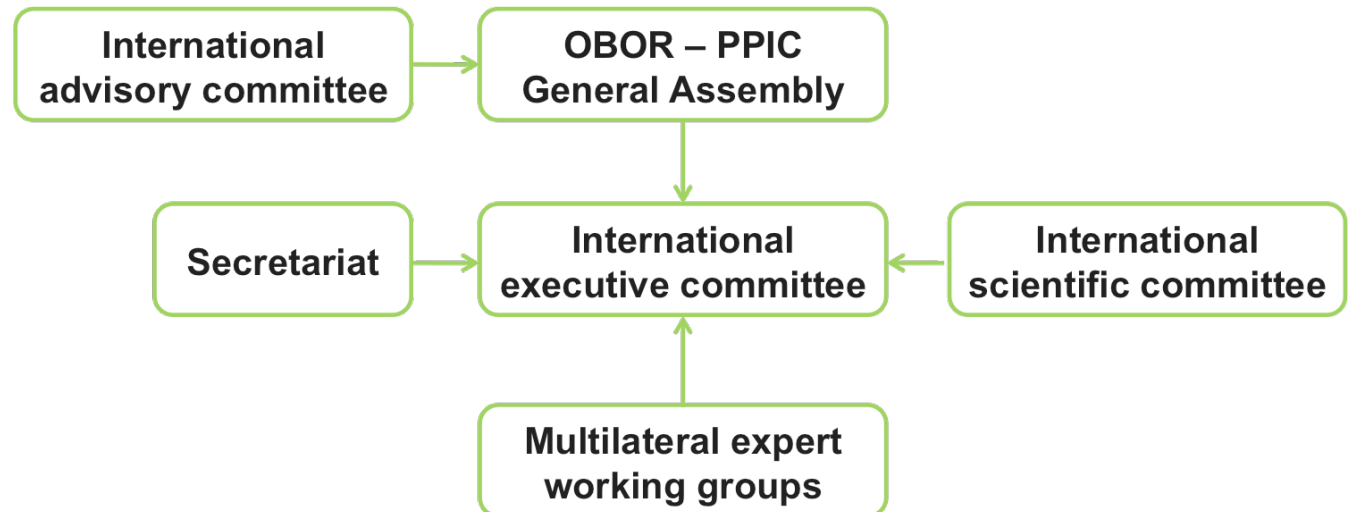 International
advisory committee
OBOR – PPIC
General Assembly
Secretariat
International
executive committee
International
scientific committee
Multilateral expert
working groups